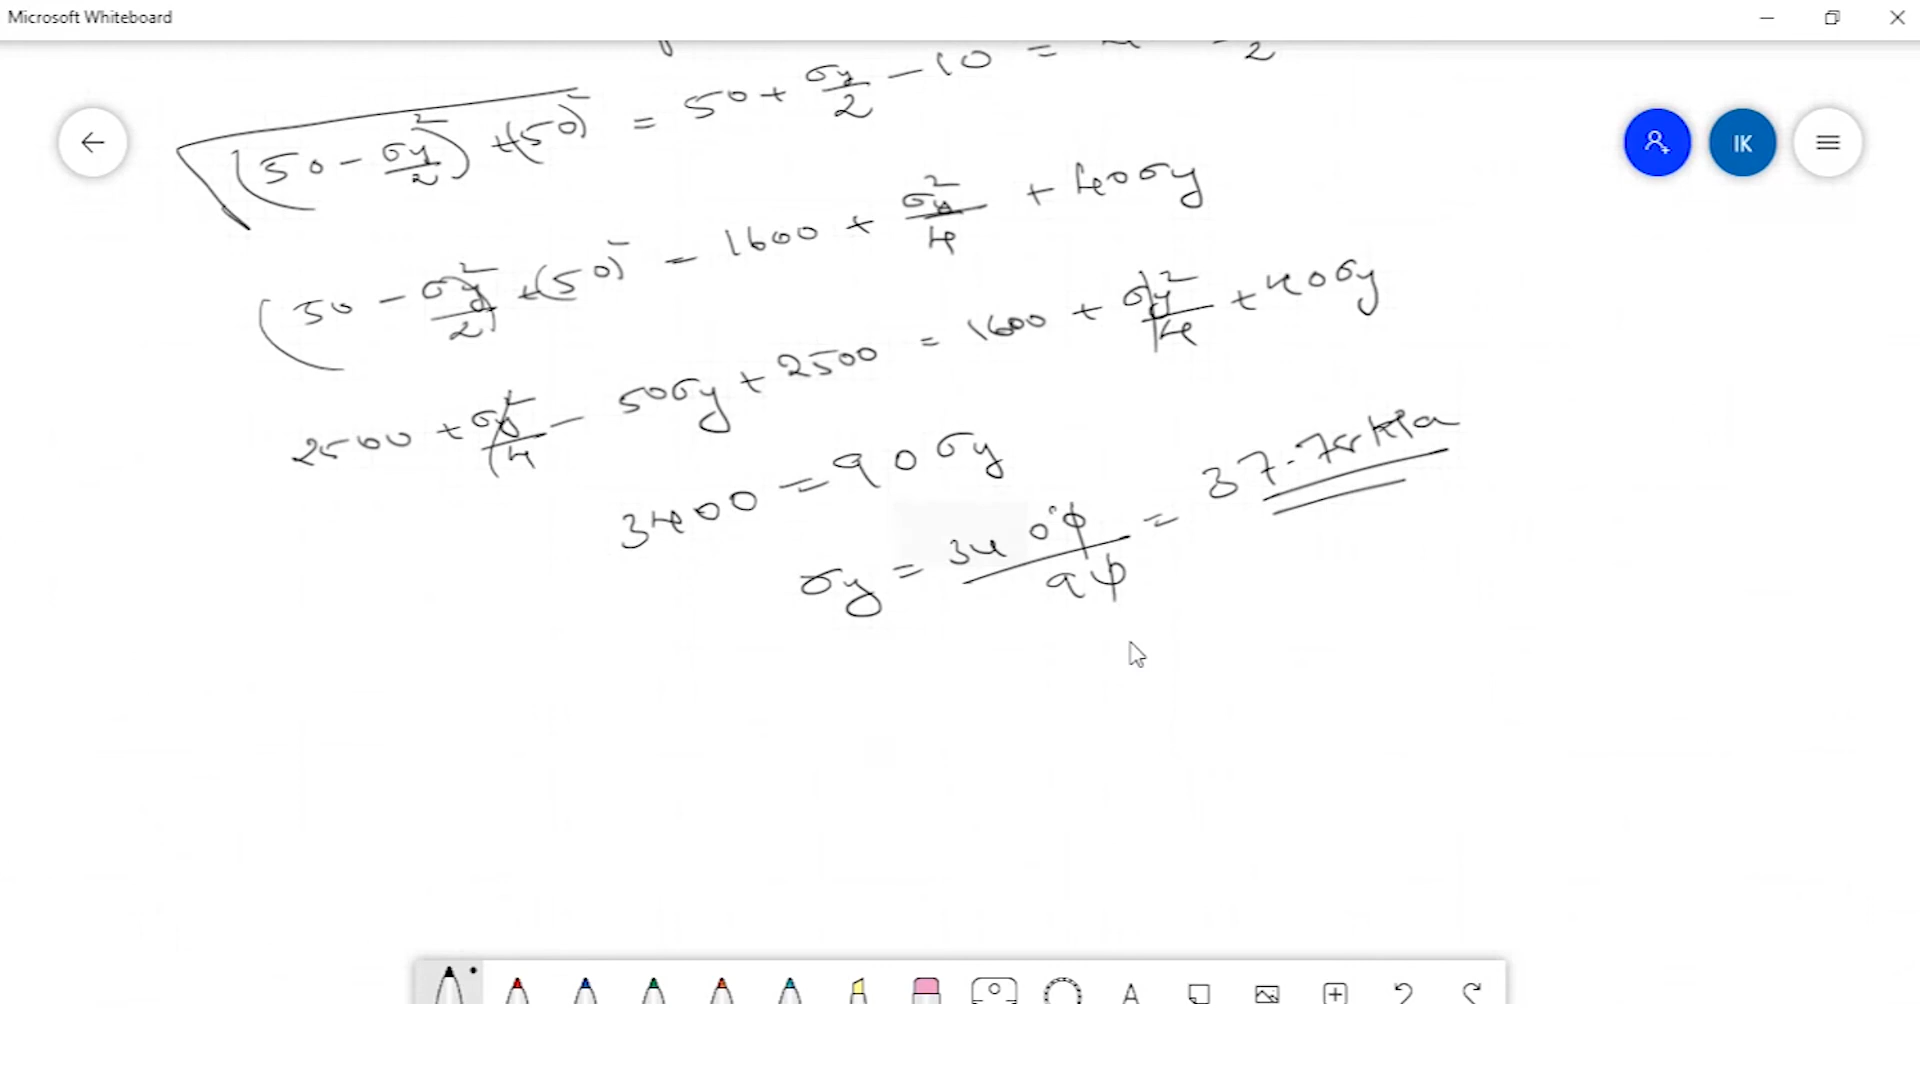 Microsoft Whiteboard
√((50 - σy/2)² + (50)²) = 50 + σy/2 - 10 =
(50 - σy/2)² + (50)² = 1600 + σy²/4 + 40σy
2500 + σy²/4 - 50σy + 2500 = 1600 + σy²/4 + 40σy
3400 = 90σy
σy = 3400/90 = 37.78
IK